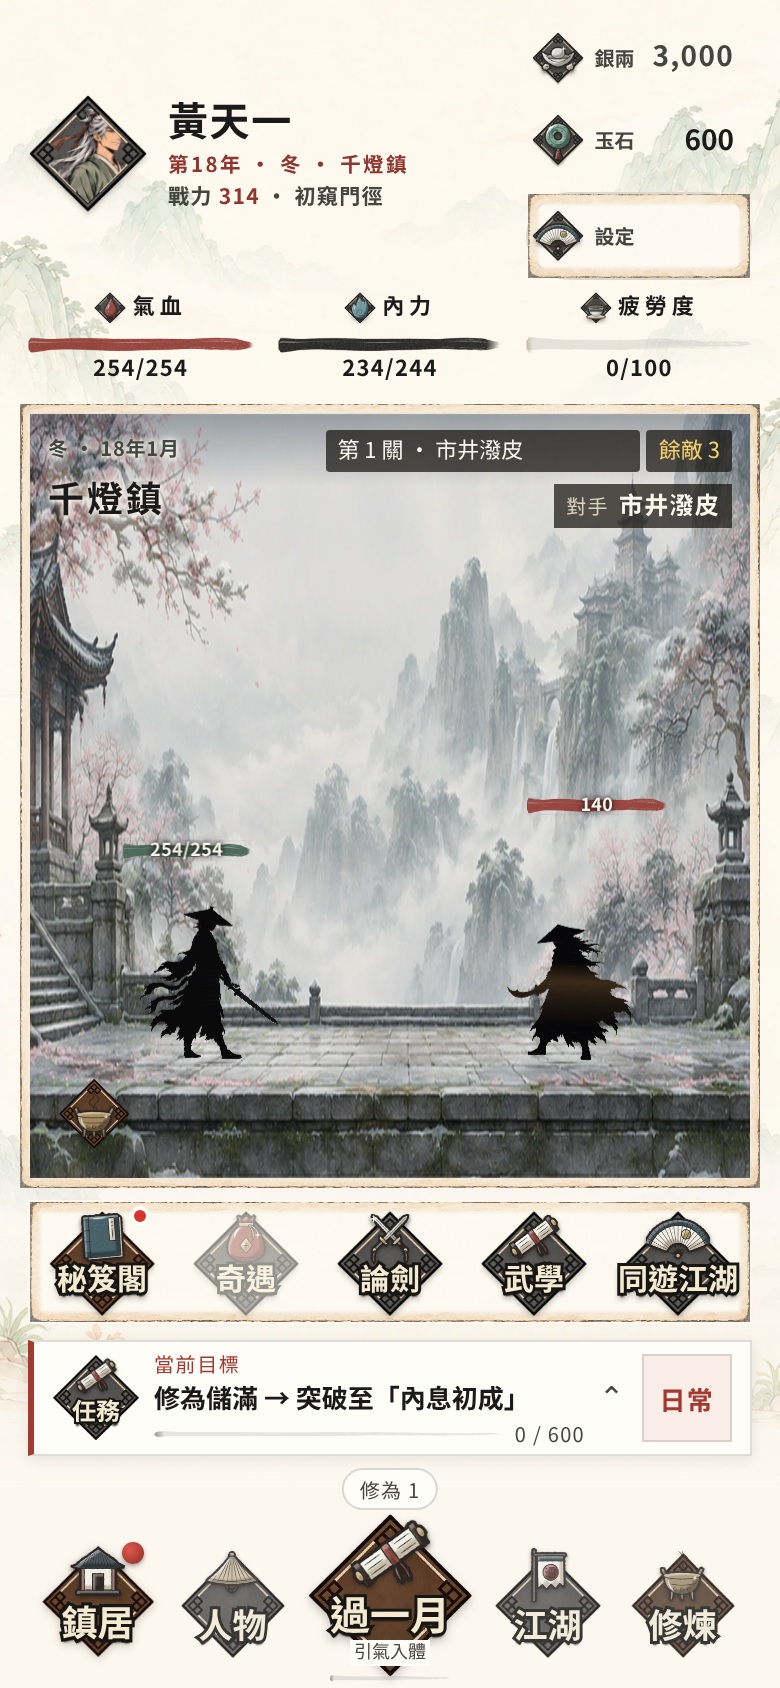 銀兩 3,000
黃天一
第18年 · 冬 · 千燈鎮
戰力 314 · 初窺門徑
玉石 600
設定
氣血
內力
疲勞度
254/254
234/244
0/100
冬 · 18年1月
第 1 關 · 市井潑皮
餘敵 3
千燈鎮
對手 市井潑皮
140
254/254
秘笈閣
奇遇
論劍
武學
同遊江湖
任務
當前目標
修為儲滿 → 突破至「內息初成」
0 / 600
日常
修為 1
鎮居
人物
過一月
江湖
修煉
引氣入體